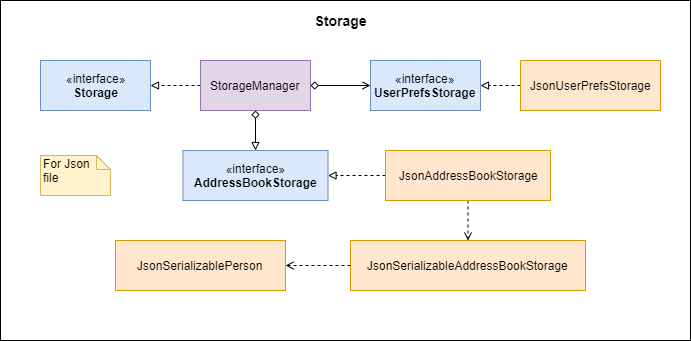 Storage
«interface»
Storage
StorageManager
«interface»
UserPrefsStorage
JsonUserPrefsStorage
For Json
file
«interface»
AddressBookStorage
JsonAddressBookStorage
JsonSerializablePerson
JsonSerializableAddressBookStorage